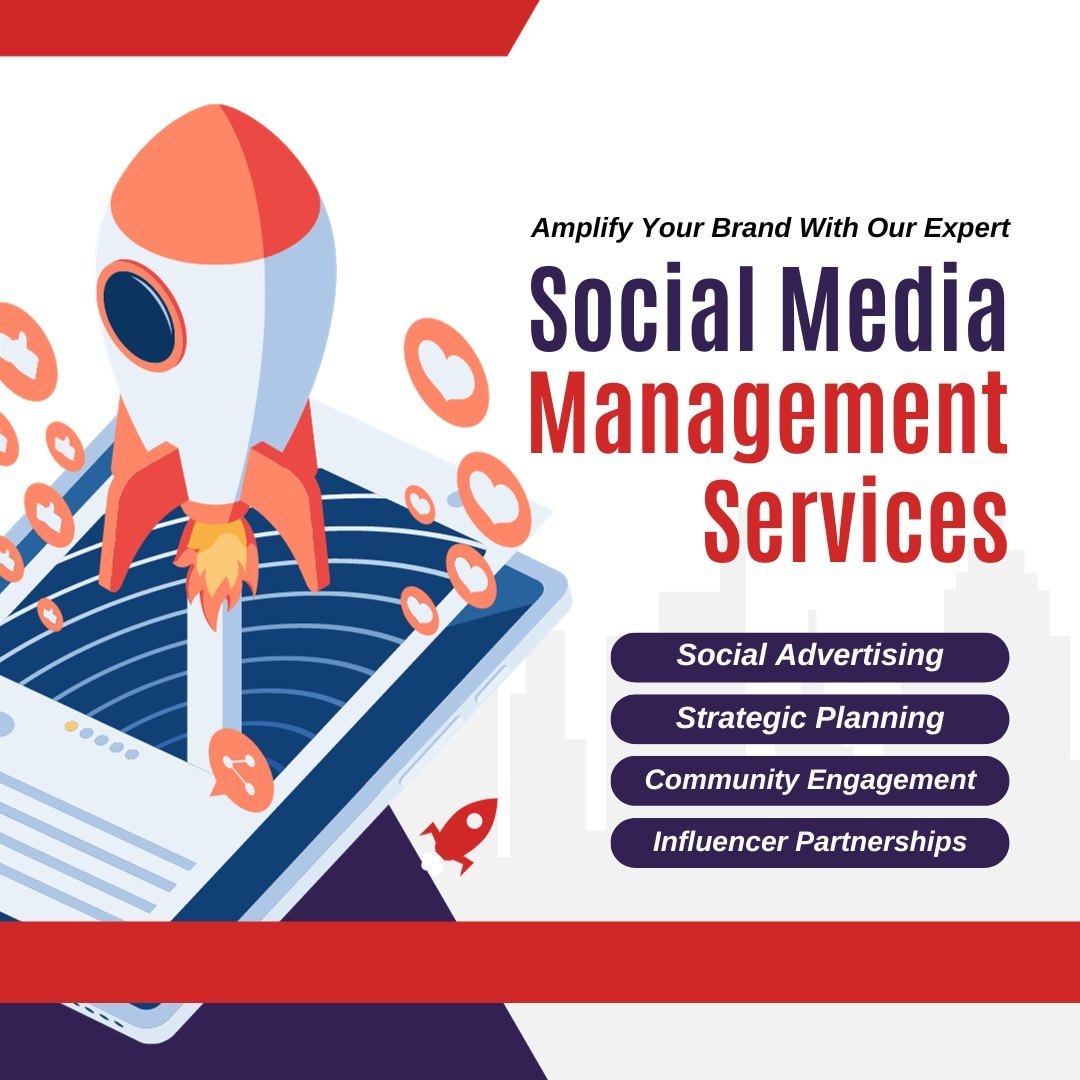 Amplify Your Brand With Our Expert
Social Media
Management
Services
Social Advertising
Strategic Planning
Community Engagement
Influencer Partnerships